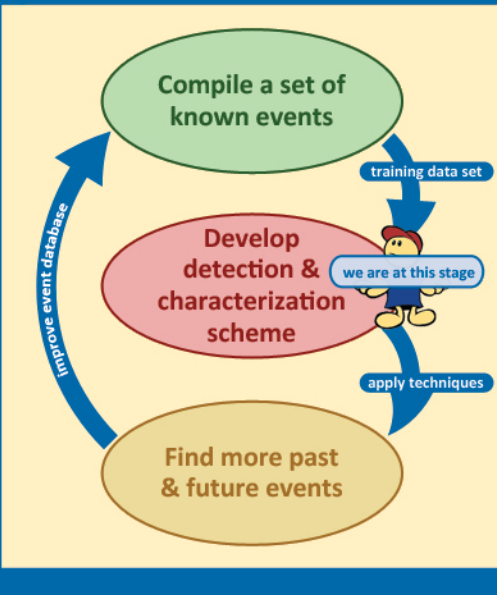 Compile a set of
known events
training data set
Develop
detection &
characterization
scheme
we are at this stage
improve event database
apply techniques
Find more past
& future events